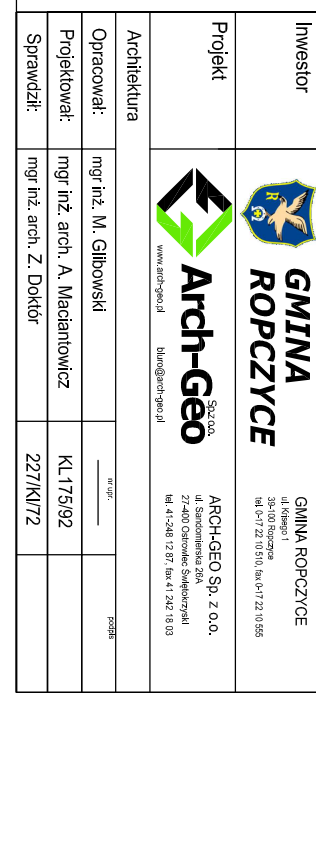 Inwestor
GMINA
ROPCZYCE
GMINA ROPCZYCE
ul. Krisego 1
39-100 Ropczyce
tel. 0-17 22 10 510, fax 0-17 22 10 555
Projekt
Arch-Geo
Sp.z o.o.
www.arch-geo.pl biuro@arch-geo.pl
ARCH-GEO Sp. z o.o.
ul. Sandomierska 26A
27-400 Ostrowiec Świętokrzyski
tel. 41-248 12 87, fax 41 242 18 03
Architektura
nr upr. podpis
Opracował: mgr inż. M. Glibowski
Projektował: mgr inż. arch. A. Maciantowicz KL175/92
Sprawdził: mgr inż. arch. Z. Doktór 227/KI/72